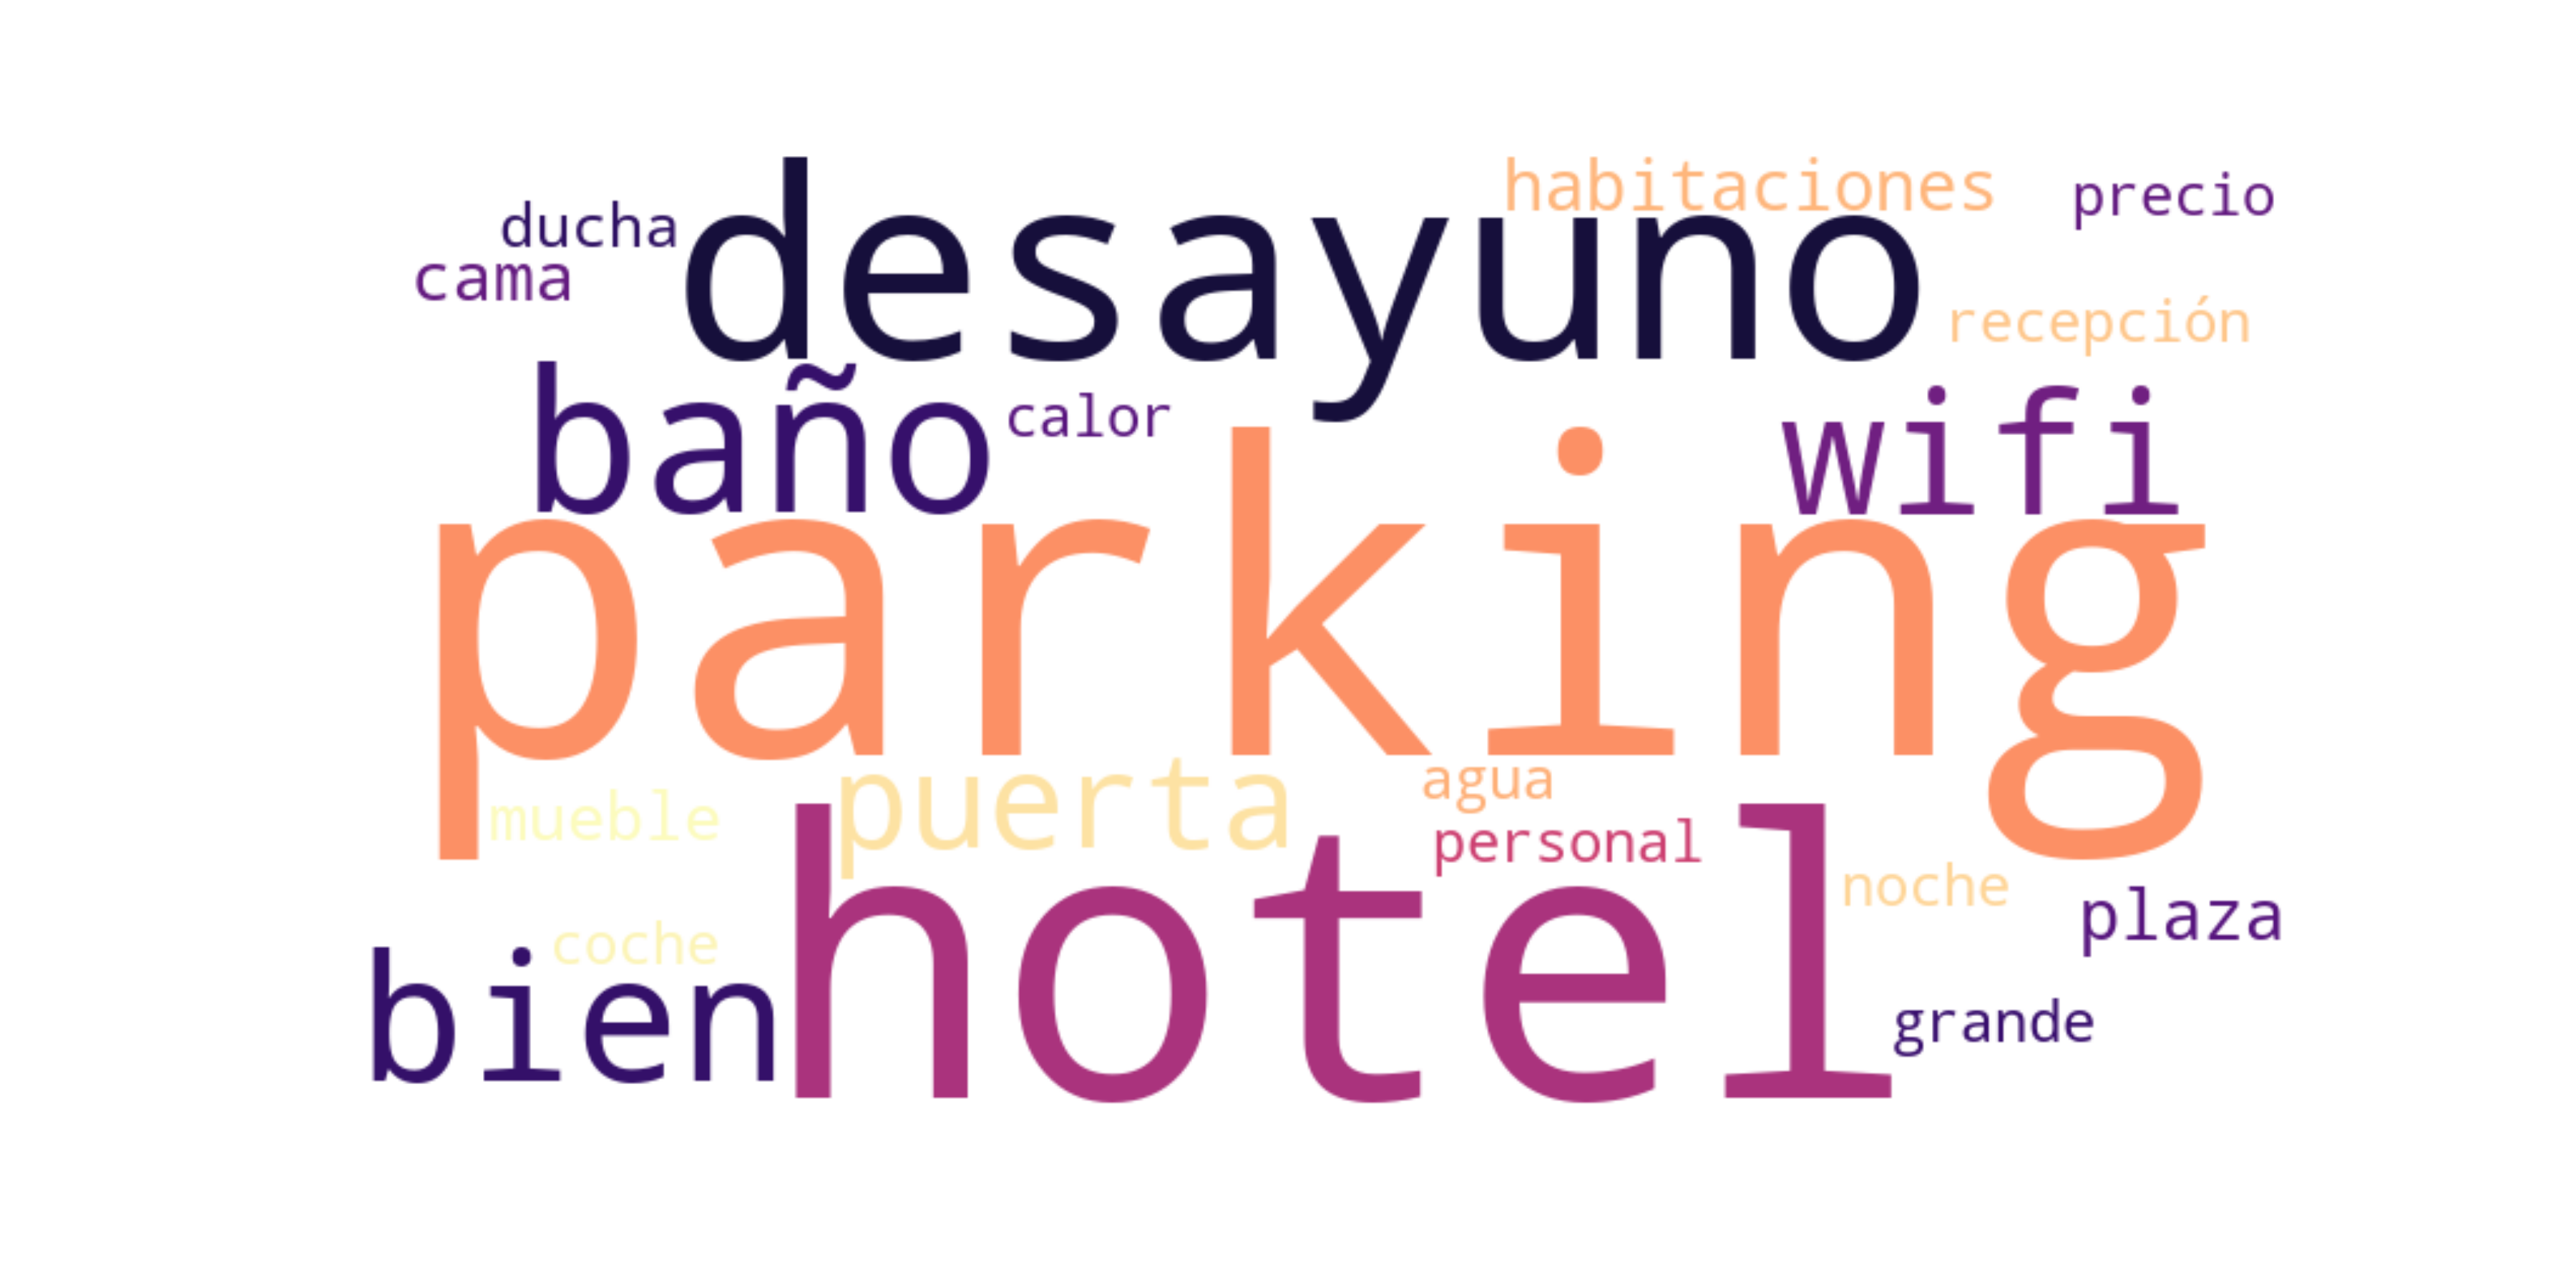 habitaciones
precio
ducha
desayuno
cama
recepción
baño
calor
wifi
parking
mueble
puerta
agua
personal
noche
plaza
coche
bien
hotel
grande